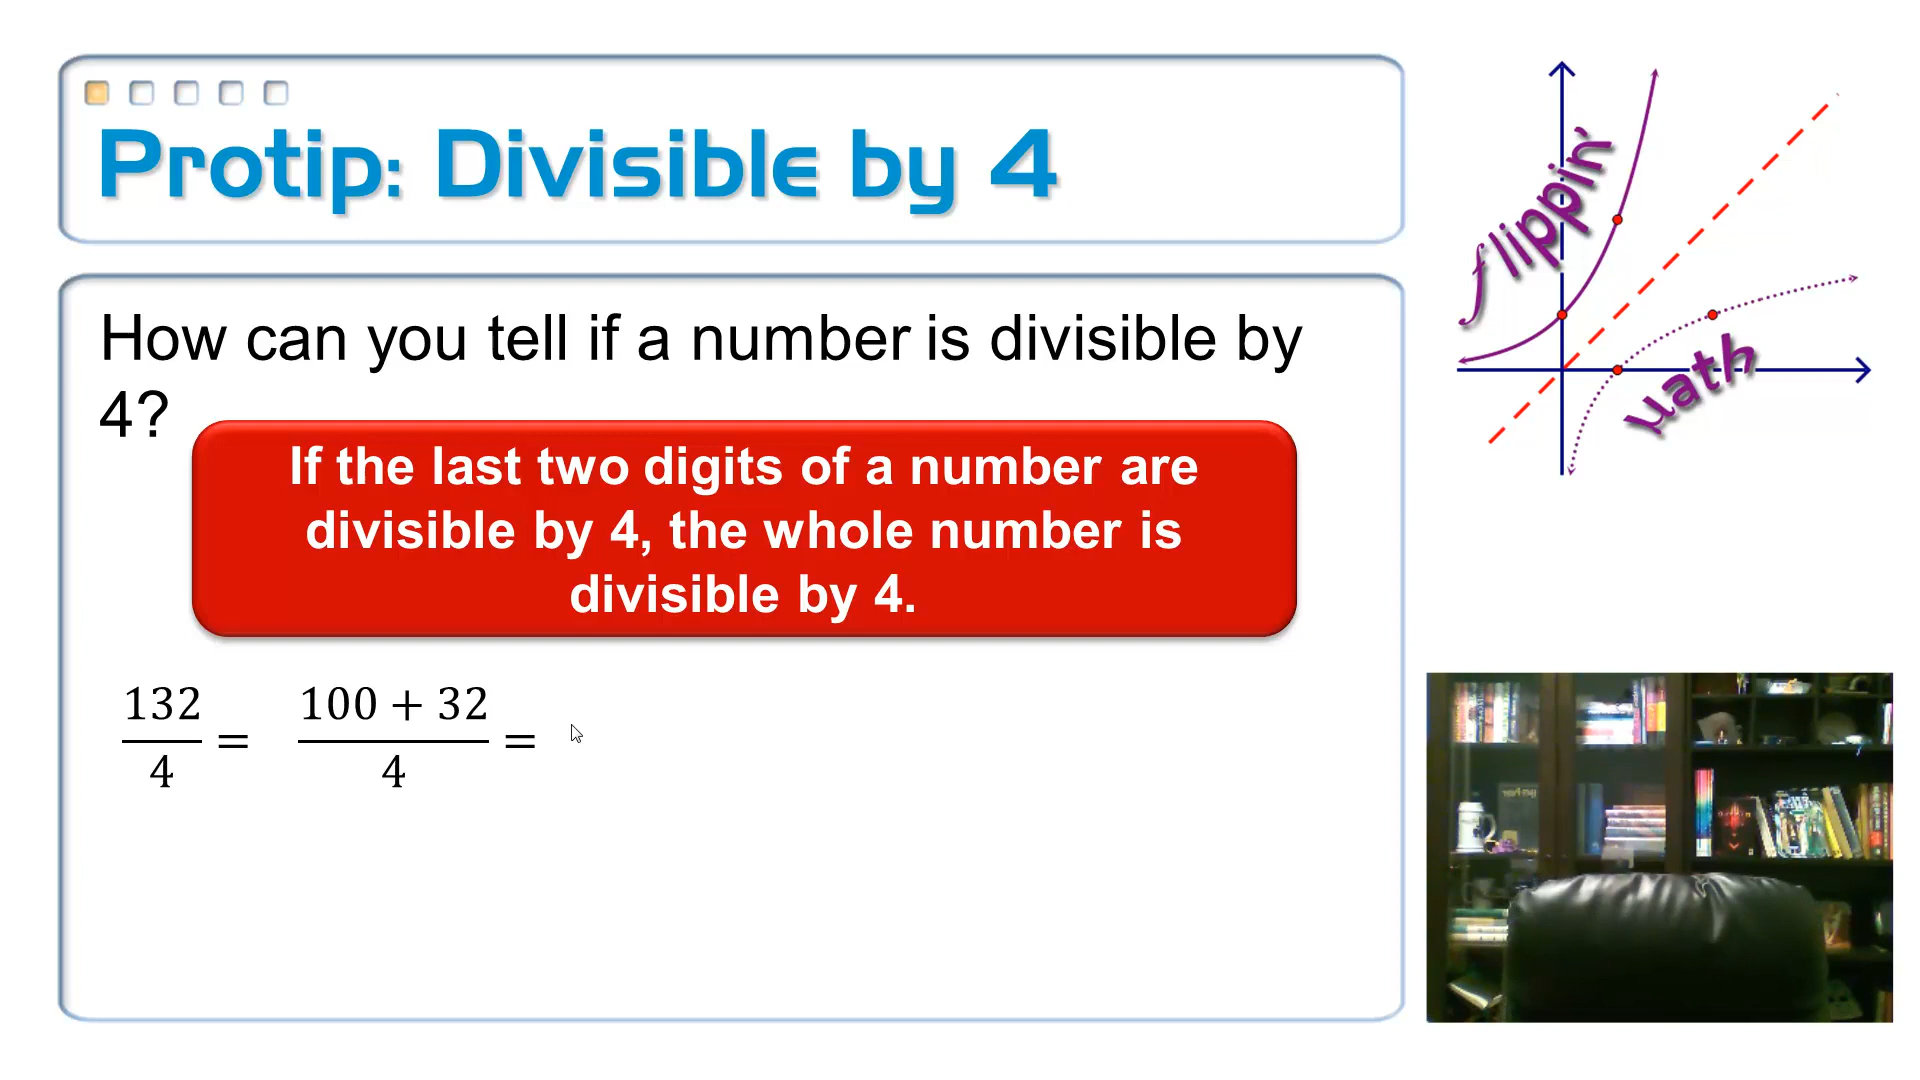 Protip: Divisible by 4
How can you tell if a number is divisible by
4?
If the last two digits of a number are
divisible by 4, the whole number is
divisible by 4.
132/4 = (100 + 32)/4 =
flippin'
math